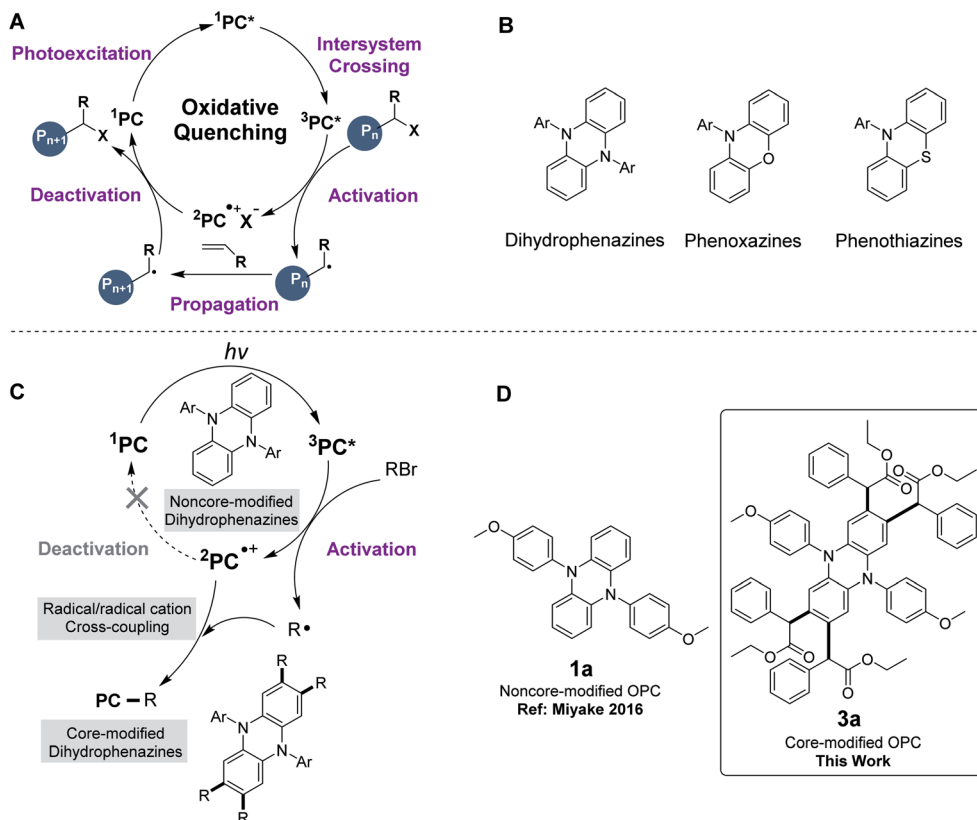 A
¹PC*
Photoexcitation
Intersystem
Crossing
R
X
Pₙ₊₁
¹PC
Oxidative
Quenching
³PC*
R
X
Pₙ
Deactivation
Activation
²PC•⁺X⁻
R
R
•
Pₙ₊₁
R
•
Pₙ
Propagation
B
Ar
N
N
Ar
Dihydrophenazines
Ar
N
O
Phenoxazines
Ar
N
S
Phenothiazines
C
hv
¹PC
Ar
N
N
Ar
³PC*
Noncore-modified
Dihydrophenazines
RBr
Deactivation
²PC•⁺
Activation
Radical/radical cation
Cross-coupling
R•
PC–R
Core-modified
Dihydrophenazines
R
R
Ar
N
N
Ar
R
R
D
O
N
N
O
1a
Noncore-modified OPC
Ref: Miyake 2016
O
O
O
O
O
N
N
O
O
O
O
O
3a
Core-modified OPC
This Work